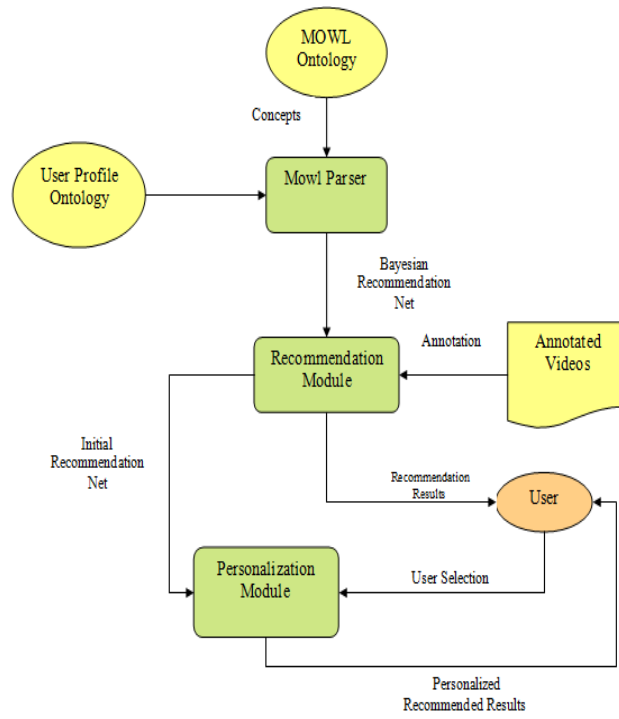 MOWL
Ontology
Concepts
User Profile
Ontology
Mowl Parser
Bayesian
Recommendation
Net
Recommendation
Module
Annotation
Annotated
Videos
Initial
Recommendation
Net
Recommendation
Results
User
Personalization
Module
User Selection
Personalized
Recommended Results